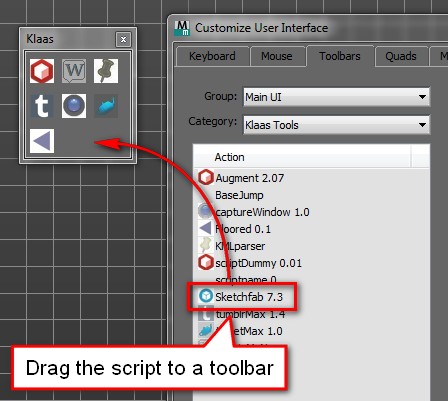 Klaas
Customize User Interface
Keyboard Mouse Toolbars Quads M
Group: Main UI
Category: Klaas Tools
Action
Augment 2.07
BaseJump
captureWindow 1.0
Floored 0.1
KMLparser
scriptDummy 0.01
scriptname 0
Sketchfab 7.3
tumblrMax 1.4
Max 1.0
Drag the script to a toolbar